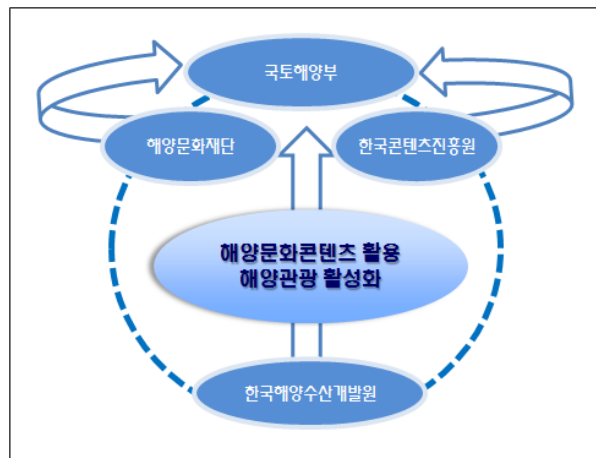 국토해양부
해양문화재단
한국콘텐츠진흥원
해양문화콘텐츠 활용
해양관광 활성화
한국해양수산개발원